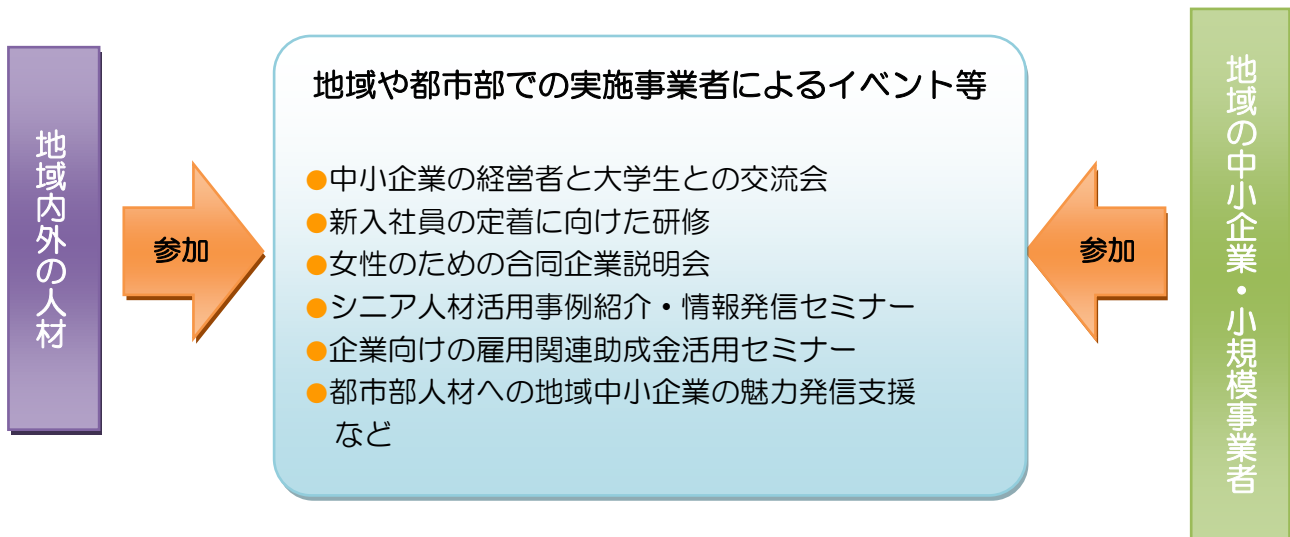 地域内外の人材
参加
地域や都市部での実施事業者によるイベント等
●中小企業の経営者と大学生との交流会
●新入社員の定着に向けた研修
●女性のための合同企業説明会
●シニア人材活用事例紹介・情報発信セミナー
●企業向けの雇用関連助成金活用セミナー
●都市部人材への地域中小企業の魅力発信支援
など
参加
地域の中小企業・小規模事業者